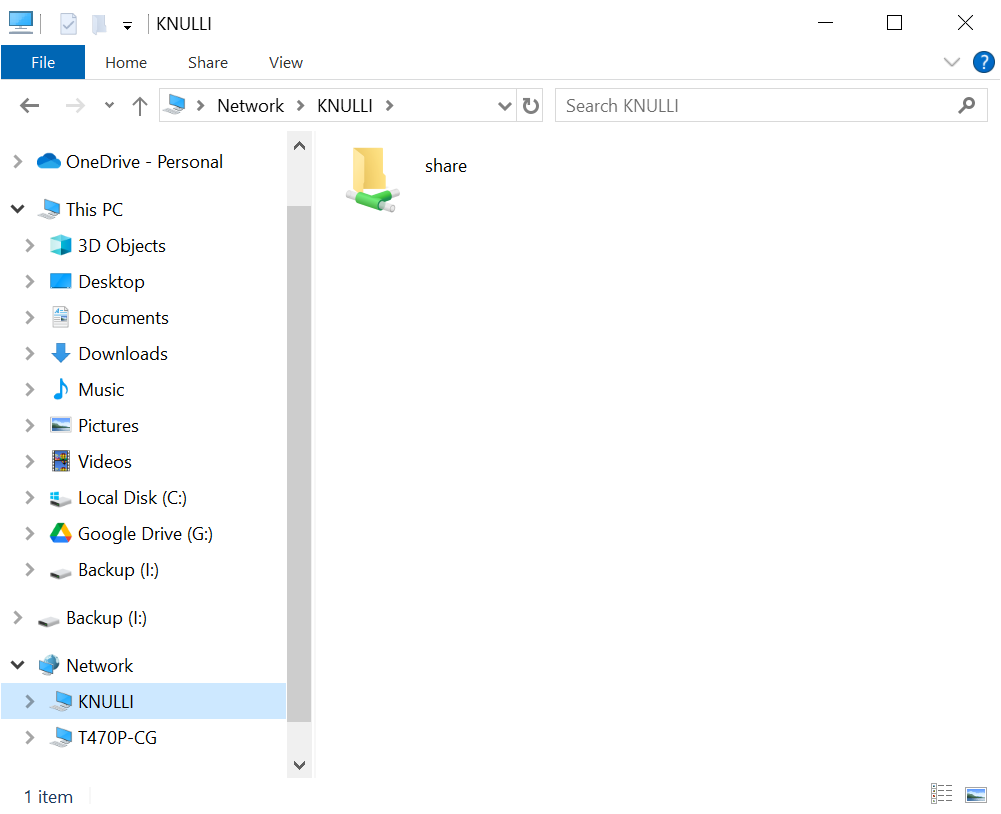 KNULLI
File Home Share View
?
Network KNULLI
Search KNULLI
OneDrive - Personal
This PC
3D Objects
Desktop
Documents
Downloads
Music
Pictures
Videos
Local Disk (C:)
Google Drive (G:)
Backup (I:)
Backup (I:)
Network
KNULLI
T470P-CG
share
1 item